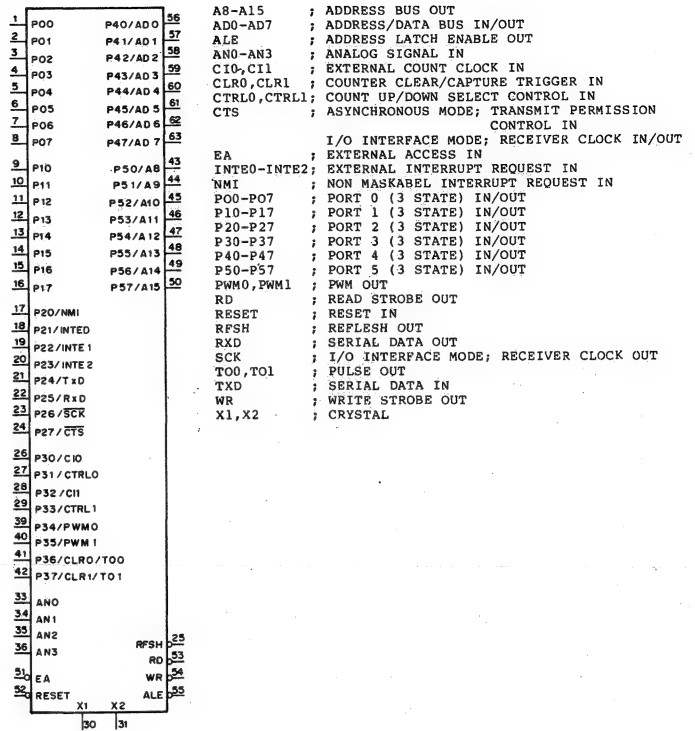 1 P00 P40/AD0 56
2 P01 P41/AD1 57
3 P02 P42/AD2 58
4 P03 P43/AD3 59
5 P04 P44/AD4 60
6 P05 P45/AD5 61
7 P06 P46/AD6 62
8 P07 P47/AD7 63
9 P10 P50/A8 43
10 P11 P51/A9 44
11 P12 P52/A10 45
12 P13 P53/A11 46
13 P14 P54/A12 47
14 P15 P55/A13 48
15 P16 P56/A14 49
16 P17 P57/A15 50
17 P20/NMI
18 P21/INTE0
19 P22/INTE1
20 P23/INTE2
21 P24/TxD
22 P25/RxD
23 P26/SCK
24 P27/CTS
26 P30/CI0
27 P31/CTRL0
28 P32/CI1
29 P33/CTRL1
39 P34/PWM0
40 P35/PWM1
41 P36/CLR0/TO0
42 P37/CLR1/TO1
33 AN0
34 AN1
35 AN2
36 AN3
RFSH 25
RD 53
51 EA WR 54
52 RESET ALE 55
X1 X2
30 31
A8-A15 ; ADDRESS BUS OUT
AD0-AD7 ; ADDRESS/DATA BUS IN/OUT
ALE ; ADDRESS LATCH ENABLE OUT
AN0-AN3 ; ANALOG SIGNAL IN
CI0,CI1 ; EXTERNAL COUNT CLOCK IN
CLR0,CLR1 ; COUNTER CLEAR/CAPTURE TRIGGER IN
CTRL0,CTRL1; COUNT UP/DOWN SELECT CONTROL IN
CTS ; ASYNCHRONOUS MODE; TRANSMIT PERMISSION
CONTROL IN
I/O INTERFACE MODE; RECEIVER CLOCK IN/OUT
EA ; EXTERNAL ACCESS IN
INTE0-INTE2; EXTERNAL INTERRUPT REQUEST IN
NMI ; NON MASKABEL INTERRUPT REQUEST IN
P00-P07 ; PORT 0 (3 STATE) IN/OUT
P10-P17 ; PORT 1 (3 STATE) IN/OUT
P20-P27 ; PORT 2 (3 STATE) IN/OUT
P30-P37 ; PORT 3 (3 STATE) IN/OUT
P40-P47 ; PORT 4 (3 STATE) IN/OUT
P50-P57 ; PORT 5 (3 STATE) IN/OUT
PWM0,PWM1 ; PWM OUT
RD ; READ STROBE OUT
RESET ; RESET IN
RFSH ; REFLESH OUT
RXD ; SERIAL DATA OUT
SCK ; I/O INTERFACE MODE; RECEIVER CLOCK OUT
TO0,TO1 ; PULSE OUT
TXD ; SERIAL DATA IN
WR ; WRITE STROBE OUT
X1,X2 ; CRYSTAL